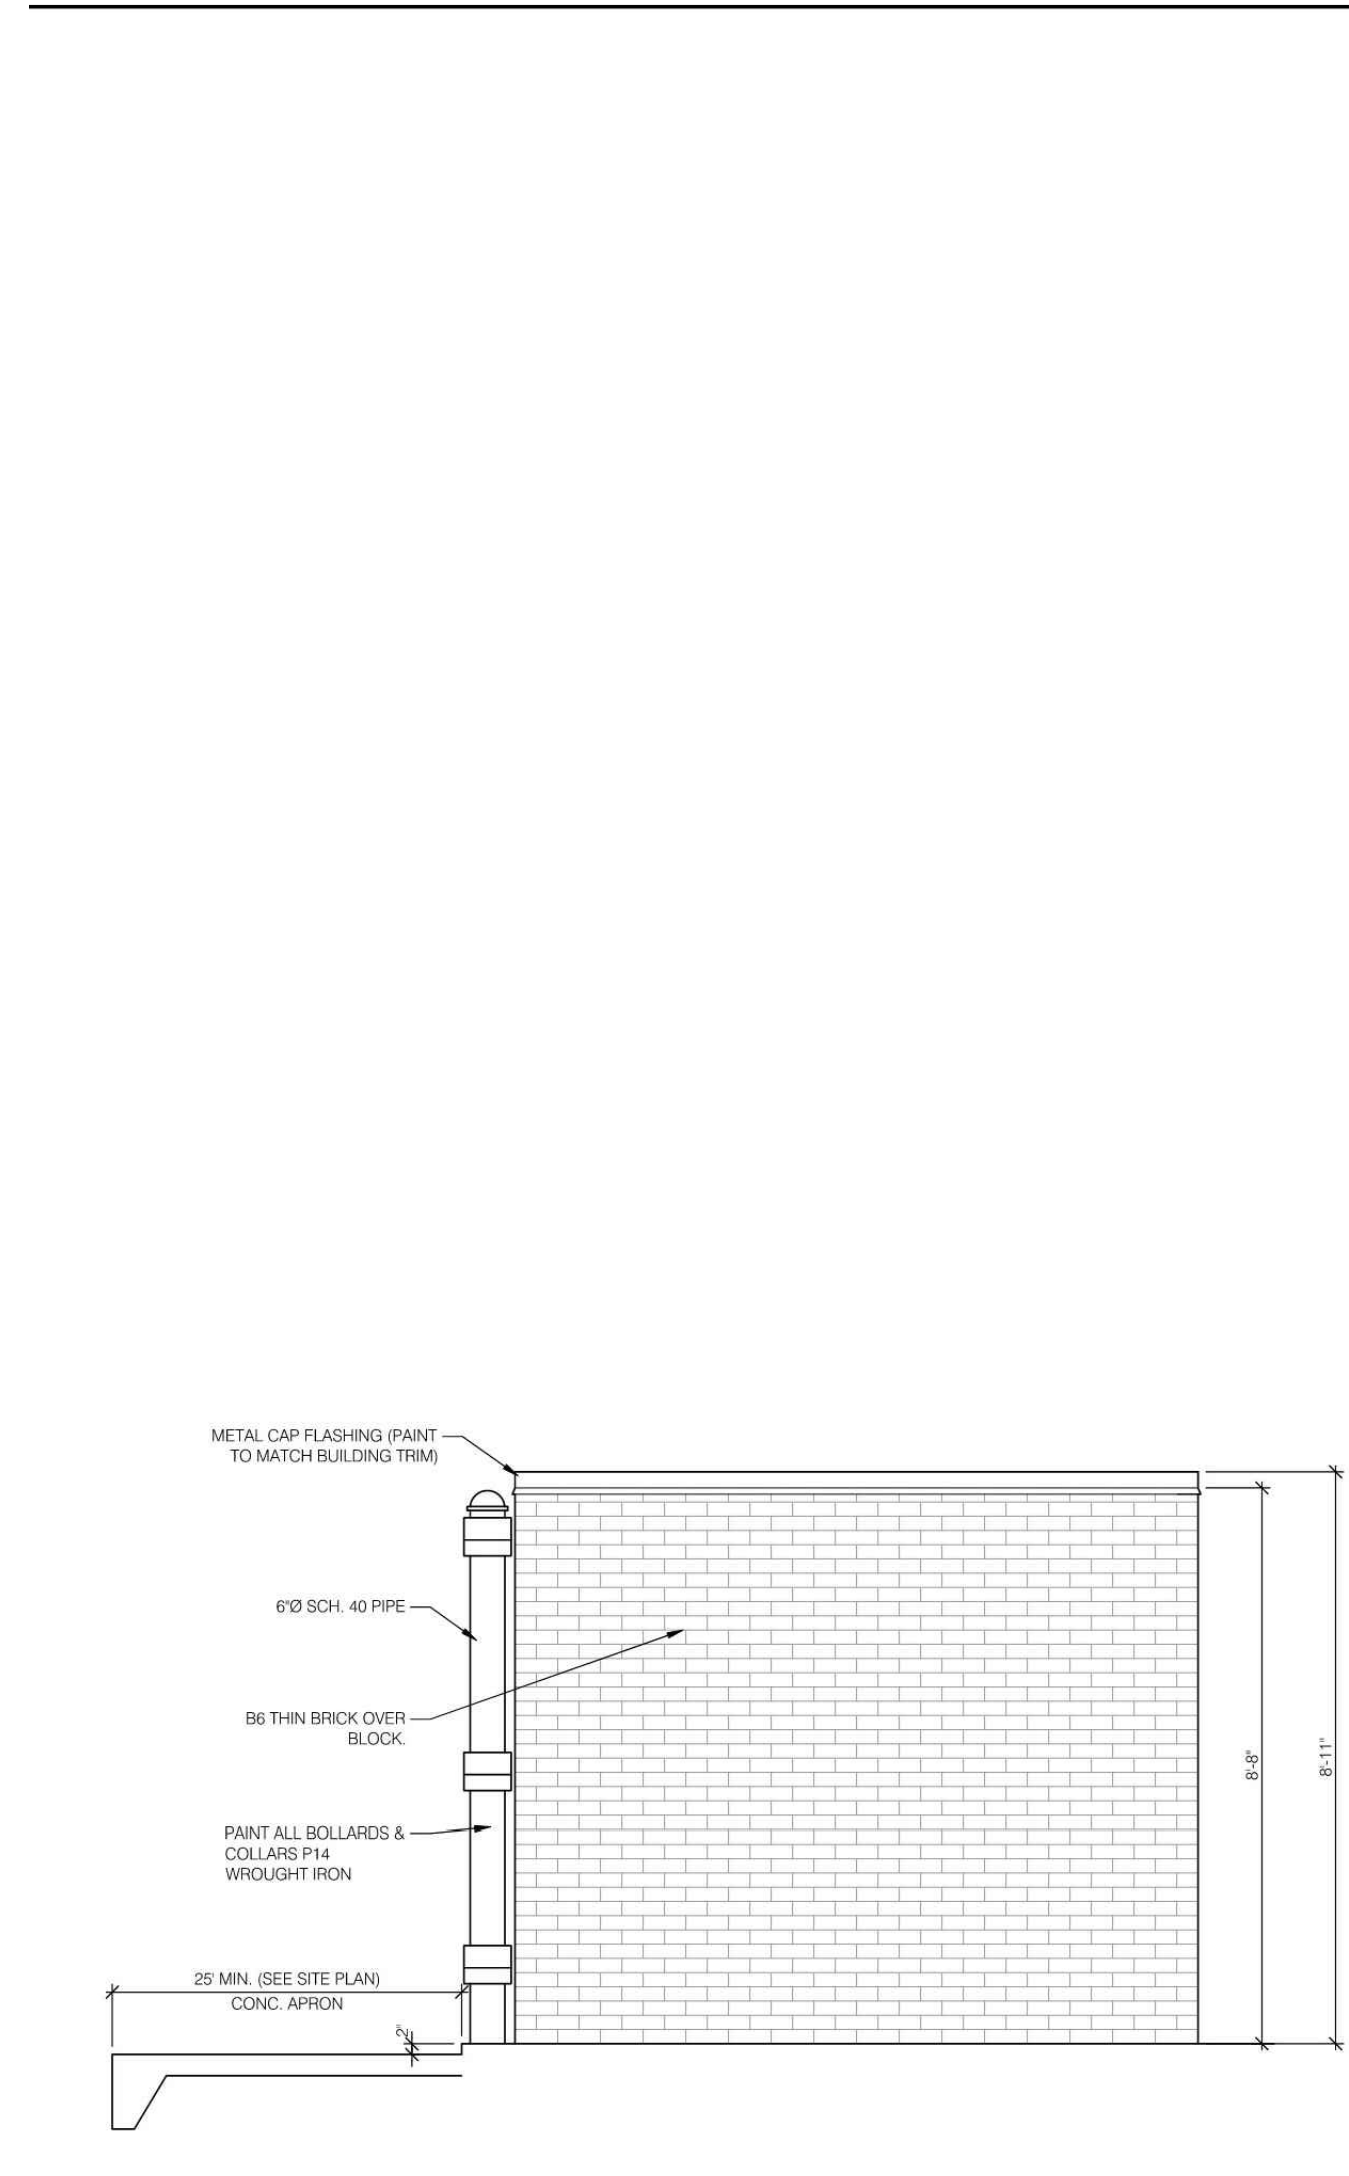 METAL CAP FLASHING (PAINT
TO MATCH BUILDING TRIM)
6"Ø SCH. 40 PIPE
B6 THIN BRICK OVER
BLOCK.
PAINT ALL BOLLARDS &
COLLARS P14
WROUGHT IRON
25' MIN. (SEE SITE PLAN)
CONC. APRON
2"
8'-8"
8'-11"